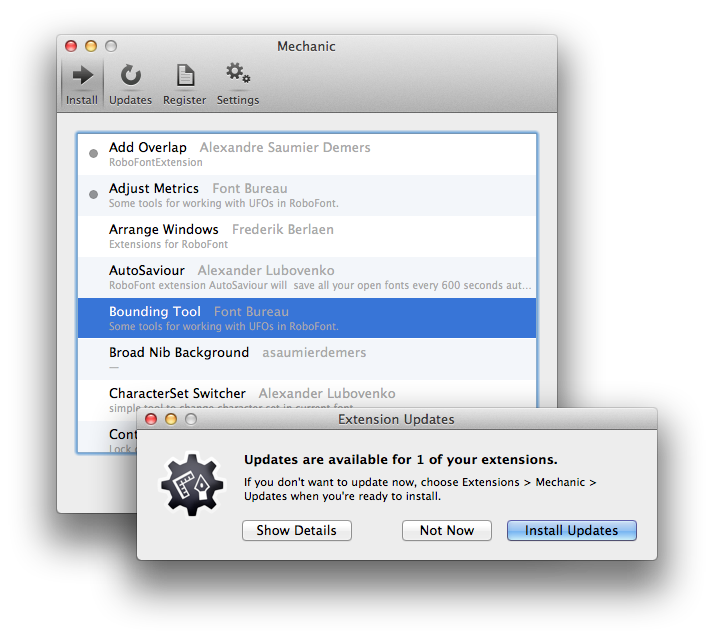 Mechanic
Install Updates Register Settings
Add Overlap Alexandre Saumier Demers
RoboFontExtension
Adjust Metrics Font Bureau
Some tools for working with UFOs in RoboFont.
Arrange Windows Frederik Berlaen
Extensions for RoboFont
AutoSaviour Alexander Lubovenko
RoboFont extension AutoSaviour will save all your open fonts every 600 seconds aut...
Bounding Tool Font Bureau
Some tools for working with UFOs in RoboFont.
Broad Nib Background asaumierdemers
—
CharacterSet Switcher Alexander Lubovenko
simple tool to change character set in current font
Cont
Lock
Extension Updates
Updates are available for 1 of your extensions.
If you don't want to update now, choose Extensions > Mechanic >
Updates when you're ready to install.
Show Details Not Now Install Updates